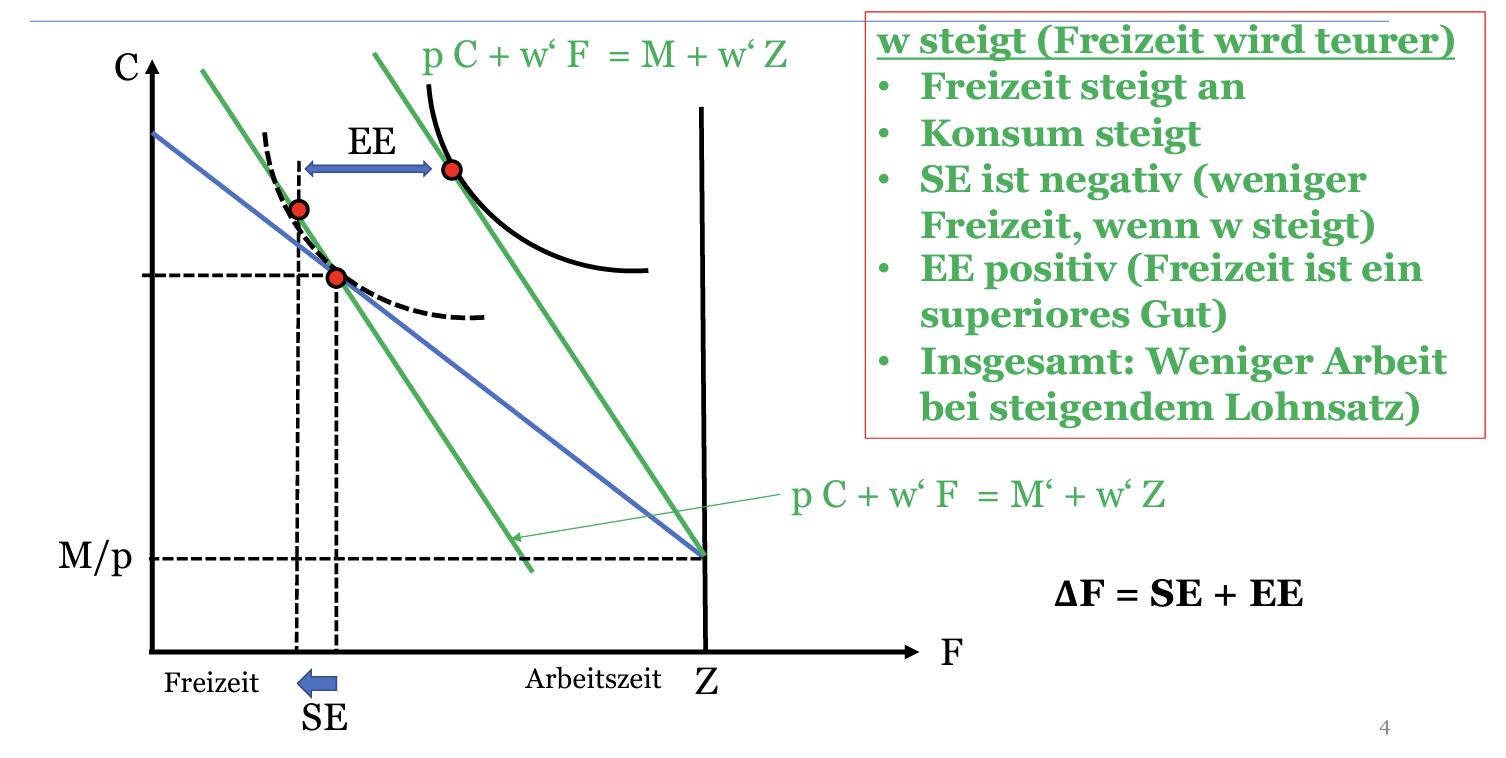 w steigt (Freizeit wird teurer)
• Freizeit steigt an
• Konsum steigt
• SE ist negativ (weniger
Freizeit, wenn w steigt)
• EE positiv (Freizeit ist ein
superiores Gut)
• Insgesamt: Weniger Arbeit
bei steigendem Lohnsatz)
p C + w‘ F = M + w‘ Z
C
EE
p C + w‘ F = M‘ + w‘ Z
M/p
ΔF = SE + EE
F
Freizeit
Arbeitszeit
Z
SE
4